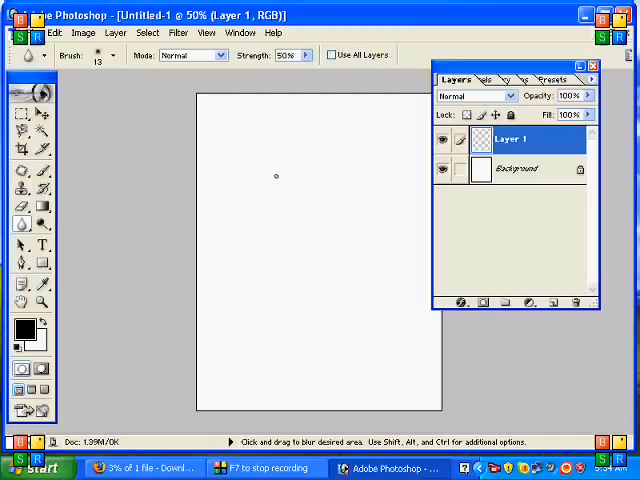 Adobe Photoshop - [Untitled-1 @ 50% (Layer 1, RGB)]
Edit Image Layer Select Filter View Window Help
Brush: 13 Mode: Normal Strength: 50% Use All Layers
Layers Presets
Normal Opacity: 100%
Lock: Fill: 100%
Layer 1
Background
T
Doc: 1.39M/0K Click and drag to blur desired area. Use Shift, Alt, and Ctrl for additional options.
start 3% of 1 file - Downl... F7 to stop recording Adobe Photoshop - ...